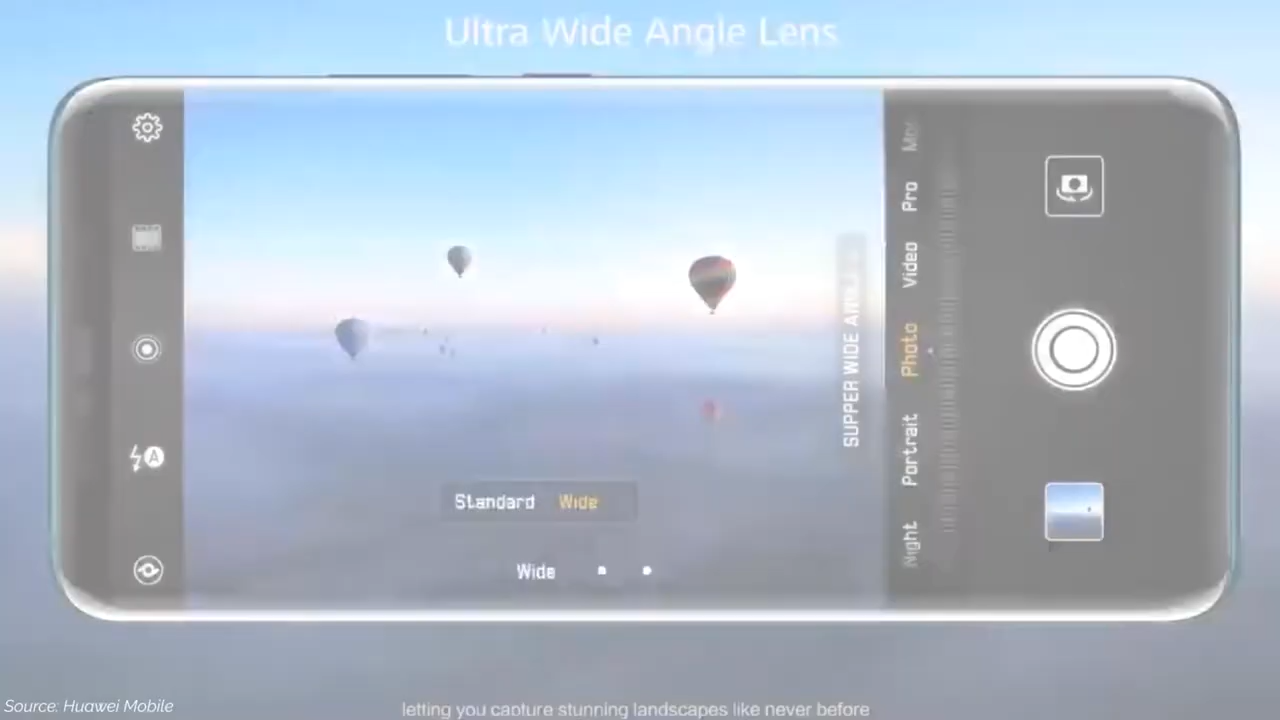 Ultra Wide Angle Lens
A
SUPPER WIDE
Pro
Video
Photo
Portrait
Night
Standard Wide
Wide
Source: Huawei Mobile
letting you capture stunning landscapes like never before